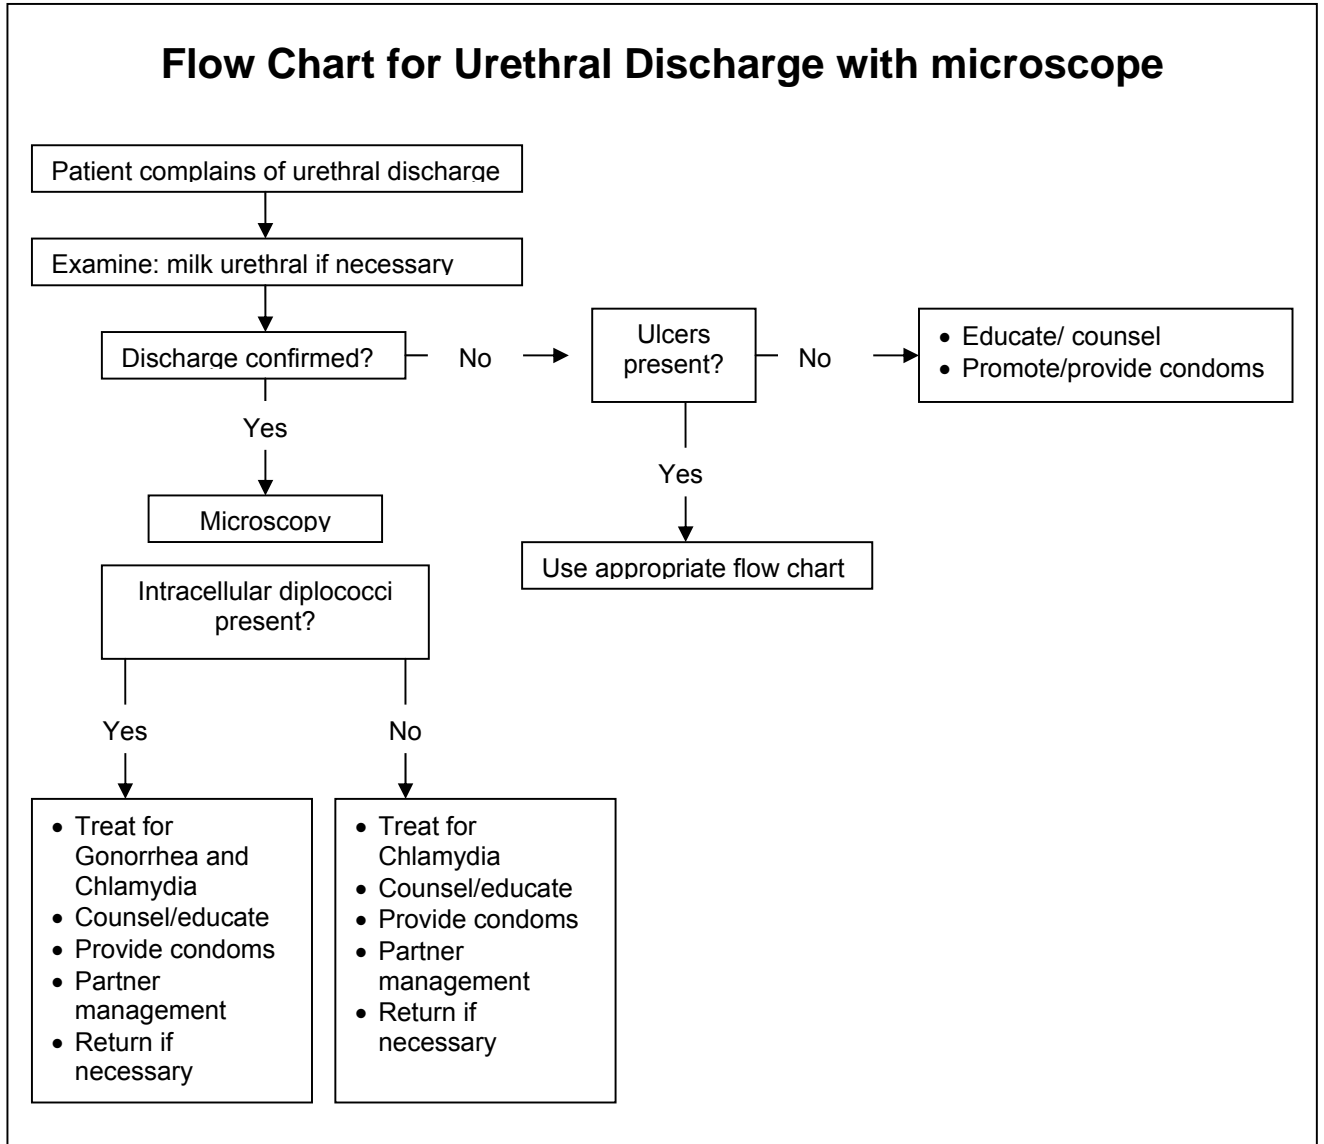 Flow Chart for Urethral Discharge with microscope
Patient complains of urethral discharge
Examine: milk urethral if necessary
Discharge confirmed?
No
Ulcers
present?
No
• Educate/ counsel
• Promote/provide condoms
Yes
Yes
Microscopy
Use appropriate flow chart
Intracellular diplococci
present?
Yes
No
• Treat for
Gonorrhea and
Chlamydia
• Counsel/educate
• Provide condoms
• Partner
management
• Return if
necessary
• Treat for
Chlamydia
• Counsel/educate
• Provide condoms
• Partner
management
• Return if
necessary